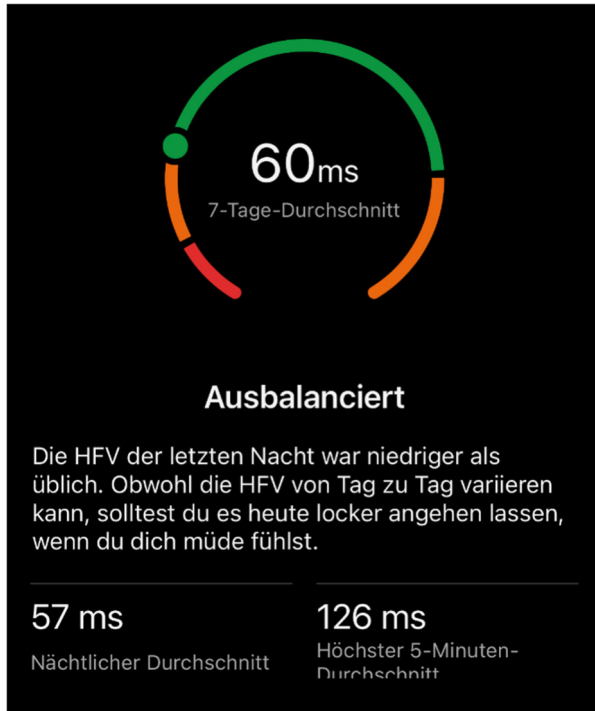 60ms
7-Tage-Durchschnitt
Ausbalanciert
Die HFV der letzten Nacht war niedriger als
üblich. Obwohl die HFV von Tag zu Tag variieren
kann, solltest du es heute locker angehen lassen,
wenn du dich müde fühlst.
57 ms
Nächtlicher Durchschnitt
126 ms
Höchster 5-Minuten-
Durchschnitt